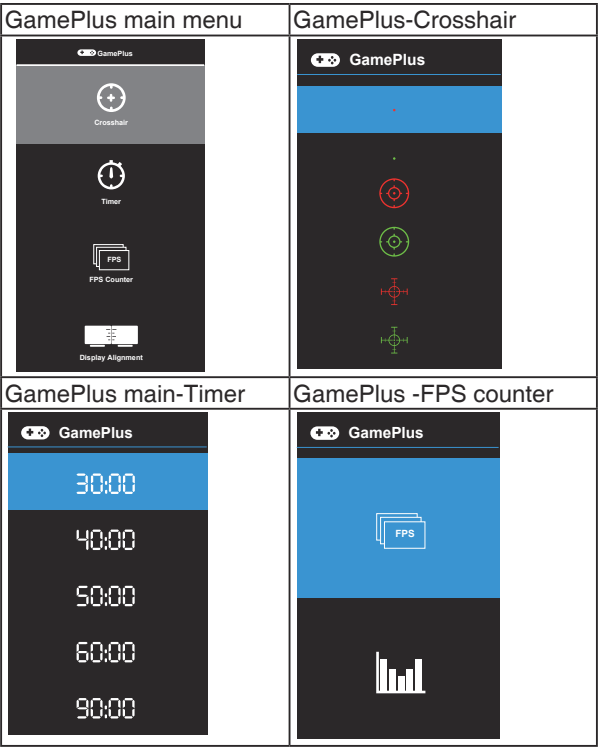 GamePlus main menu
GamePlus
Crosshair
Timer
FPS
FPS Counter
Display Alignment
GamePlus-Crosshair
GamePlus
GamePlus main-Timer
GamePlus
30:00
40:00
50:00
60:00
90:00
GamePlus -FPS counter
GamePlus
FPS